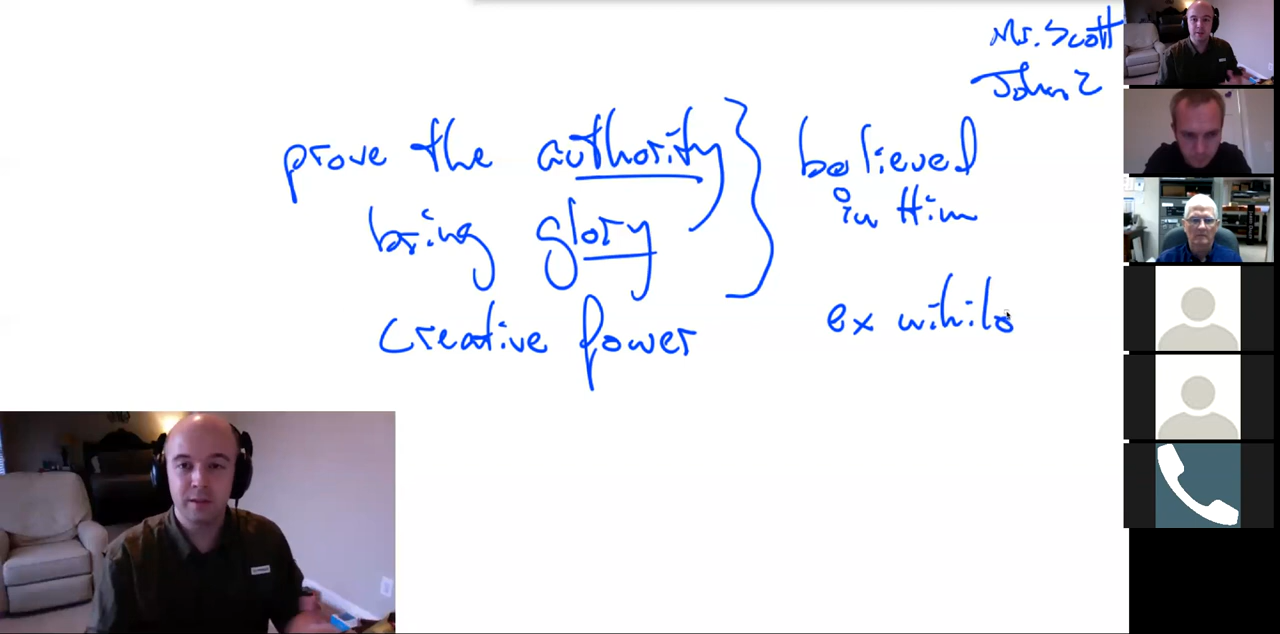 Mr. Scott
John 2
prove the authority
bring glory
creative power
believed
in Him
ex nihilo